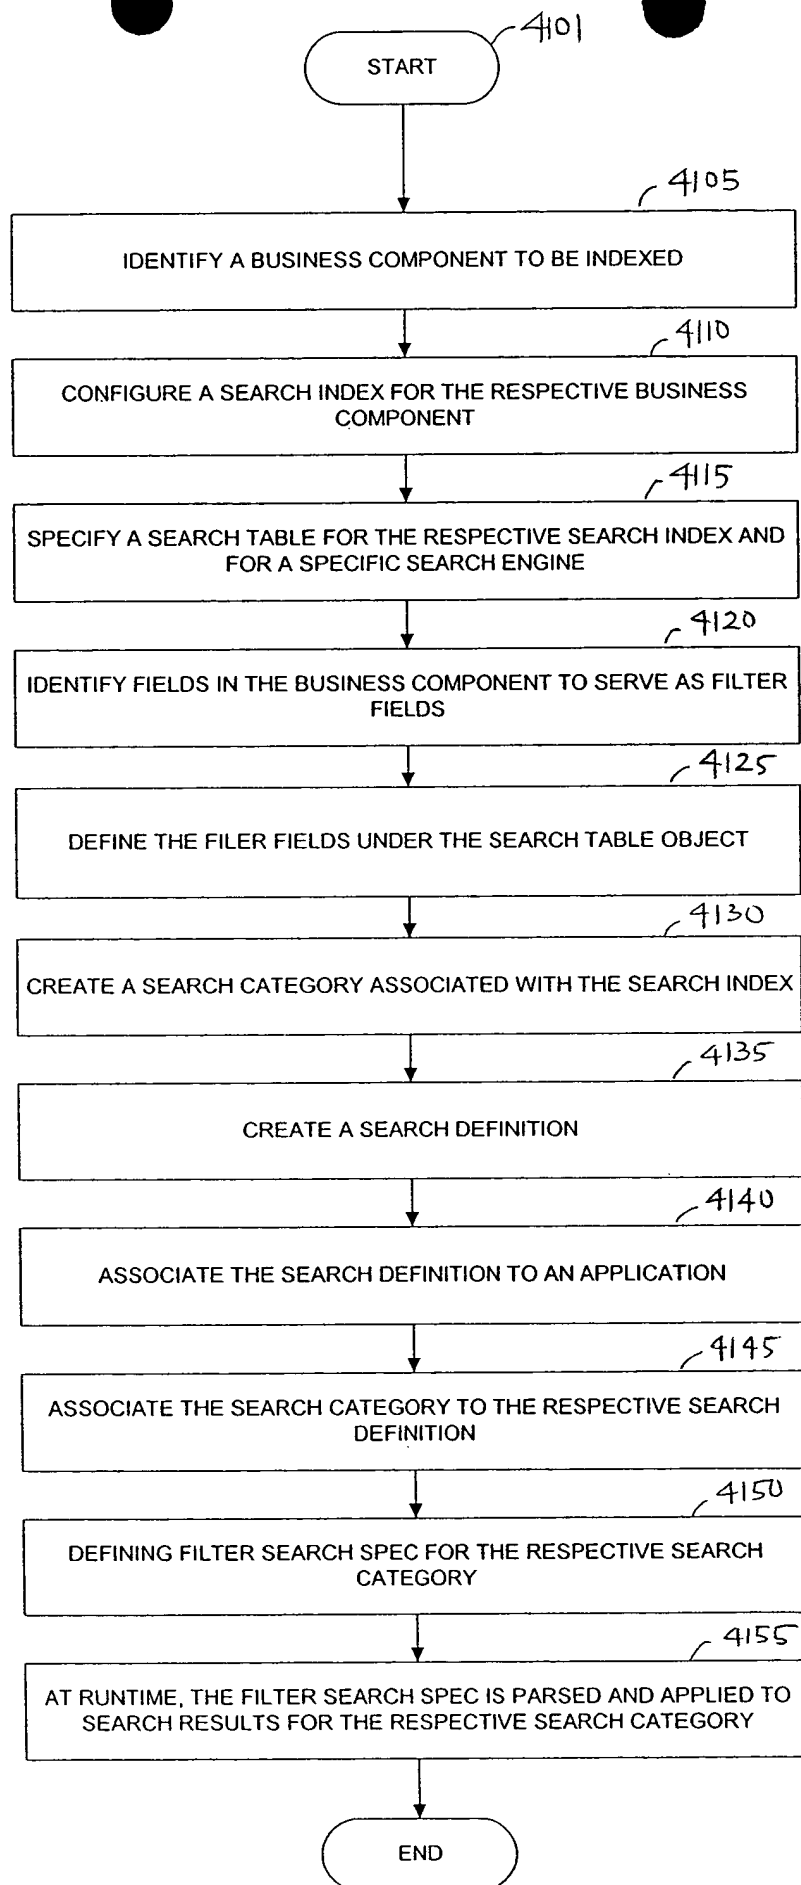 4101
START
4105
IDENTIFY A BUSINESS COMPONENT TO BE INDEXED
4110
CONFIGURE A SEARCH INDEX FOR THE RESPECTIVE BUSINESS
COMPONENT
4115
SPECIFY A SEARCH TABLE FOR THE RESPECTIVE SEARCH INDEX AND
FOR A SPECIFIC SEARCH ENGINE
4120
IDENTIFY FIELDS IN THE BUSINESS COMPONENT TO SERVE AS FILTER
FIELDS
4125
DEFINE THE FILER FIELDS UNDER THE SEARCH TABLE OBJECT
4130
CREATE A SEARCH CATEGORY ASSOCIATED WITH THE SEARCH INDEX
4135
CREATE A SEARCH DEFINITION
4140
ASSOCIATE THE SEARCH DEFINITION TO AN APPLICATION
4145
ASSOCIATE THE SEARCH CATEGORY TO THE RESPECTIVE SEARCH
DEFINITION
4150
DEFINING FILTER SEARCH SPEC FOR THE RESPECTIVE SEARCH
CATEGORY
4155
AT RUNTIME, THE FILTER SEARCH SPEC IS PARSED AND APPLIED TO
SEARCH RESULTS FOR THE RESPECTIVE SEARCH CATEGORY
END